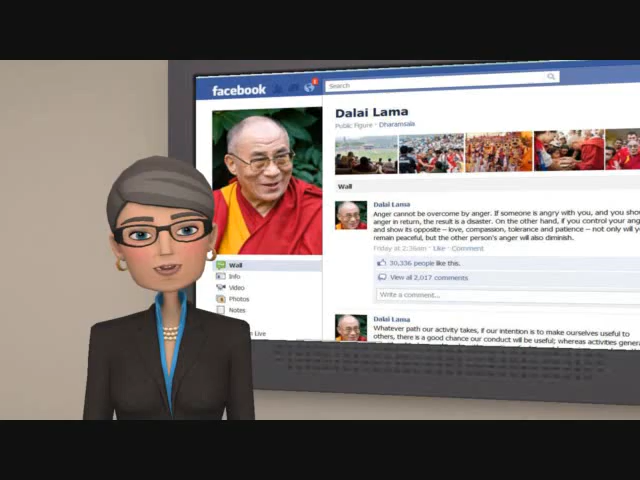 facebook
1
Search
Dalai Lama
Public Figure · Dharamsala
Wall
Dalai Lama
Anger cannot be overcome by anger. If someone is angry with you, and you show
anger in return, the result is a disaster. On the other hand, if you control your
and show its opposite – love, compassion, tolerance and patience – not only will
remain peaceful, but the other person's anger will also diminish.
Friday at 2:36am · Like · Comment
30,336 people like this.
View all 2,017 comments
Write a comment...
Wall
Info
Video
Photos
Notes
Live
Dalai Lama
Whatever path our activity takes, if our intention is to make ourselves useful to
others, there is a good chance our conduct will be useful; whereas activities